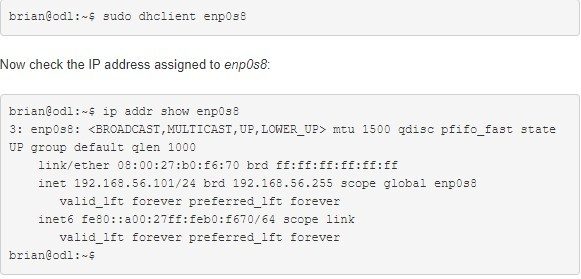 brian@odl:~$ sudo dhclient enp0s8
Now check the IP address assigned to enp0s8:
brian@odl:~$ ip addr show enp0s8
3: enp0s8: <BROADCAST,MULTICAST,UP,LOWER_UP> mtu 1500 qdisc pfifo_fast state
UP group default qlen 1000
    link/ether 08:00:27:b0:f6:70 brd ff:ff:ff:ff:ff:ff
    inet 192.168.56.101/24 brd 192.168.56.255 scope global enp0s8
       valid_lft forever preferred_lft forever
    inet6 fe80::a00:27ff:feb0:f670/64 scope link
       valid_lft forever preferred_lft forever
brian@odl:~$